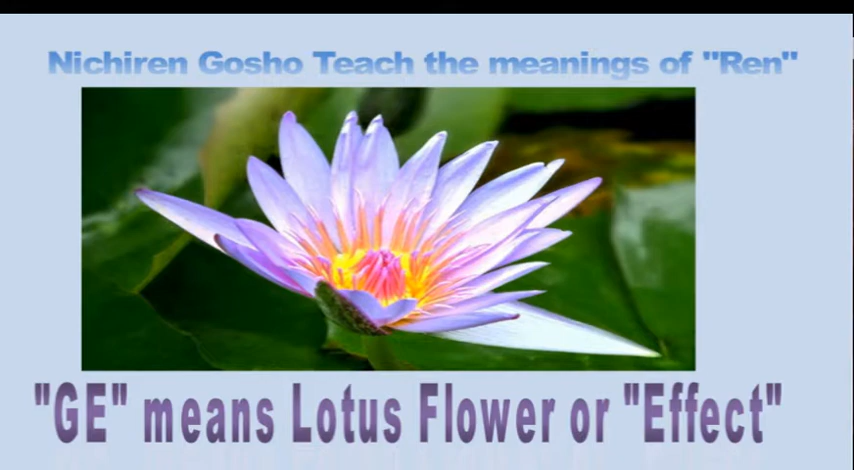 Nichiren Gosho Teach the meanings of "Ren"
"GE" means Lotus Flower or "Effect"